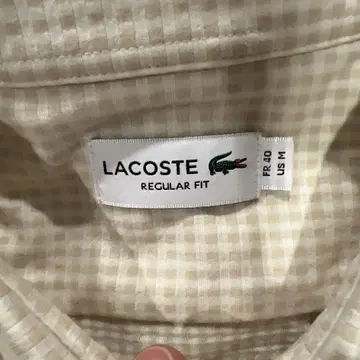 LACOSTE
REGULAR FIT
FR 40
US M